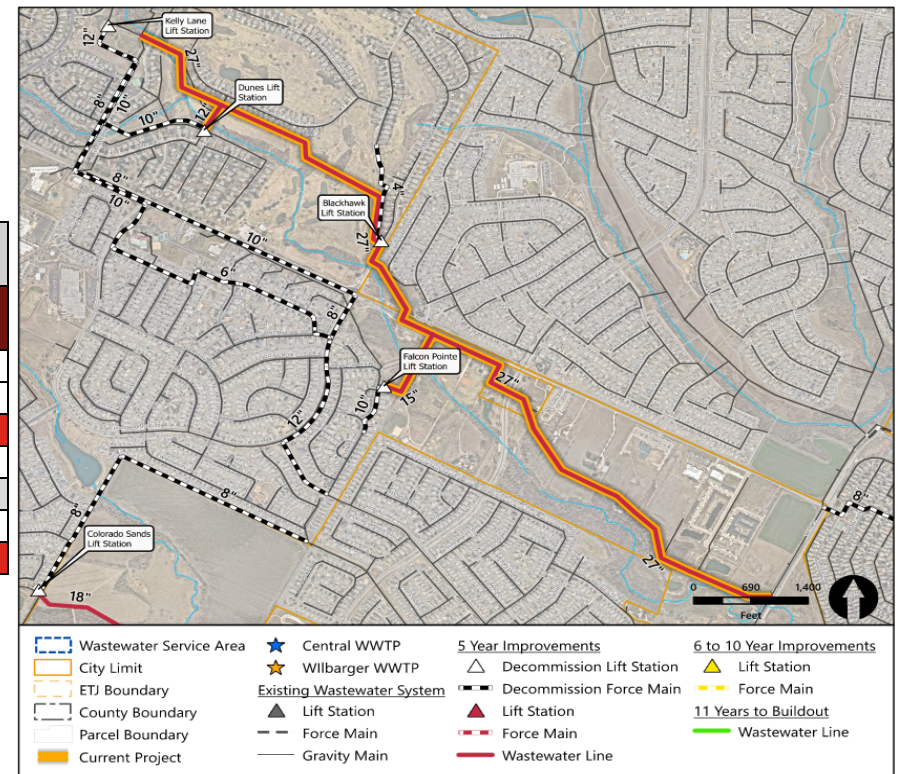 Kelly Lane
Lift Station
12"
27"
8"
10"
Dunes Lift
Station
12"
10"
8"
10"
4"
Blackhawk
Lift Station
27"
10"
6"
8"
Falcon Pointe
Lift Station
27"
15"
10"
12"
8"
8"
8"
Colorado Sands
Lift Station
18"
27"
0 690 1,400
Feet
Wastewater Service Area
City Limit
ETJ Boundary
County Boundary
Parcel Boundary
Current Project
Central WWTP
WIlbarger WWTP
Existing Wastewater System
Lift Station
Force Main
Gravity Main
5 Year Improvements
Decommission Lift Station
Decommission Force Main
Lift Station
Force Main
Wastewater Line
6 to 10 Year Improvements
Lift Station
Force Main
11 Years to Buildout
Wastewater Line